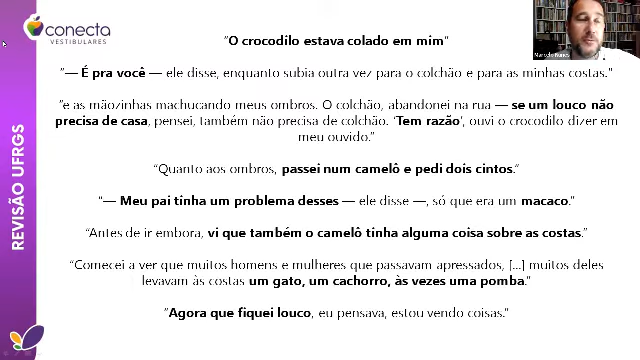 conecta
VESTIBULARES
REVISÃO UFRGS
Marcelo Nunes
"O crocodilo estava colado em mim"
"— É pra você — ele disse, enquanto subia outra vez para o colchão e para as minhas costas."
"e as mãozinhas machucando meus ombros. O colchão, abandonei na rua — se um louco não
precisa de casa, pensei, também não precisa de colchão. 'Tem razão', ouvi o crocodilo dizer em
meu ouvido."
"Quanto aos ombros, passei num camelô e pedi dois cintos."
"— Meu pai tinha um problema desses — ele disse —, só que era um macaco."
"Antes de ir embora, vi que também o camelô tinha alguma coisa sobre as costas."
"Comecei a ver que muitos homens e mulheres que passavam apressados, [...] muitos deles
levavam às costas um gato, um cachorro, às vezes uma pomba."
"Agora que fiquei louco, eu pensava, estou vendo coisas."